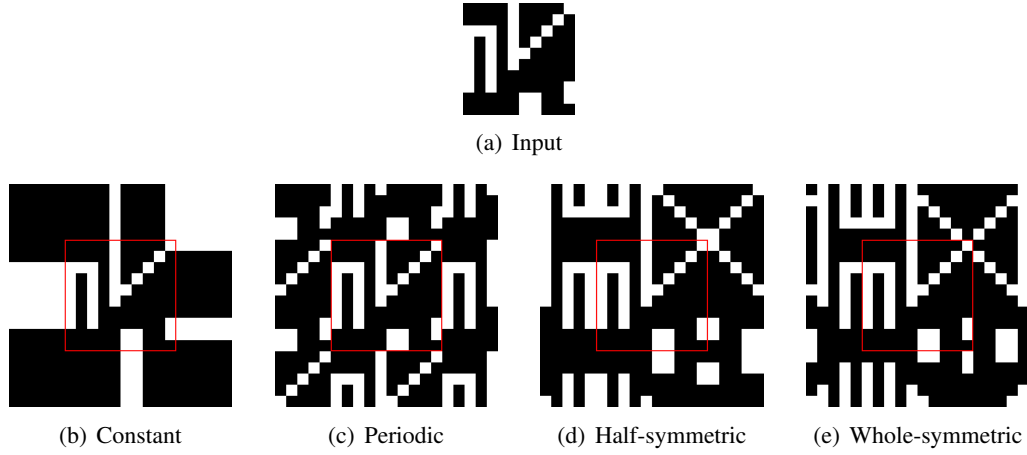 (a) Input
(b) Constant
(c) Periodic
(d) Half-symmetric
(e) Whole-symmetric